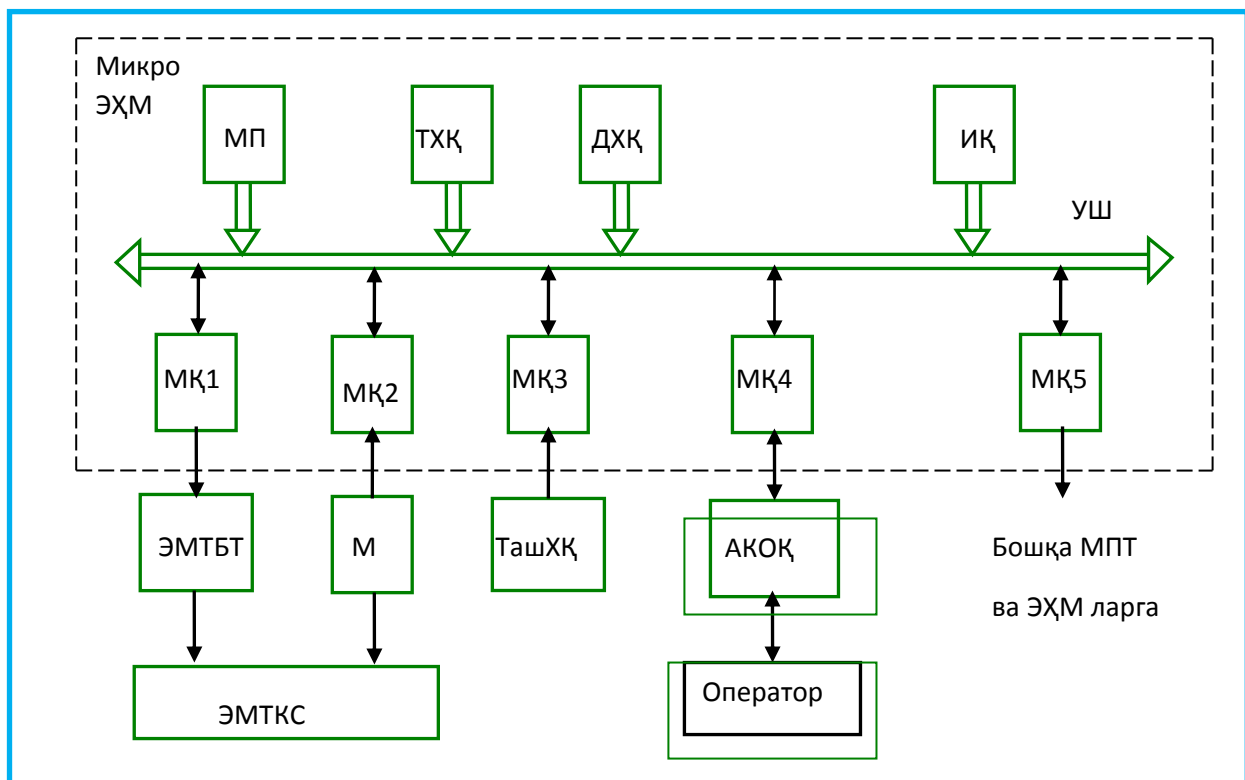 Микро
ЭҲМ
МП
ТХҚ
ДХҚ
ИҚ
УШ
МҚ1
МҚ2
МҚ3
МҚ4
МҚ5
ЭМТБТ
М
ТашХҚ
АКОҚ
Бошқа МПТ
ва ЭҲМ ларга
ЭМТКС
Оператор